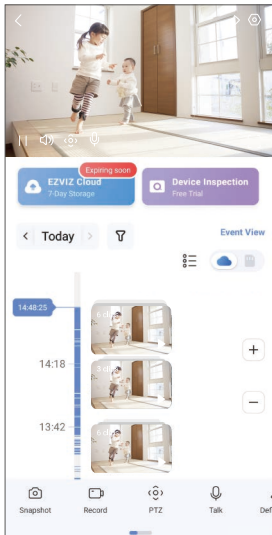 Expiring soon
EZVIZ Cloud
7-Day Storage
Device Inspection
Free Trial
Today
Event View
14:48:25
14:18
13:42
Snapshot
Record
PTZ
Talk
Def